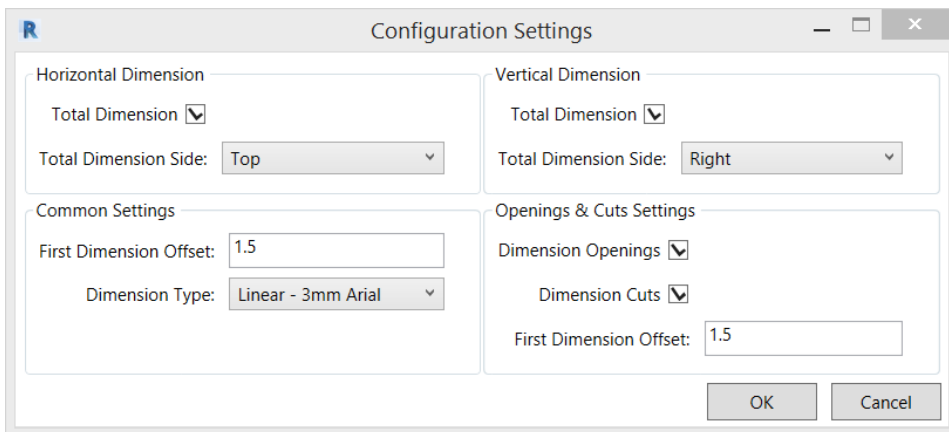 R
Configuration Settings
Horizontal Dimension
Total Dimension
Total Dimension Side: Top
Vertical Dimension
Total Dimension
Total Dimension Side: Right
Common Settings
First Dimension Offset: 1.5
Dimension Type: Linear - 3mm Arial
Openings & Cuts Settings
Dimension Openings
Dimension Cuts
First Dimension Offset: 1.5
OK
Cancel